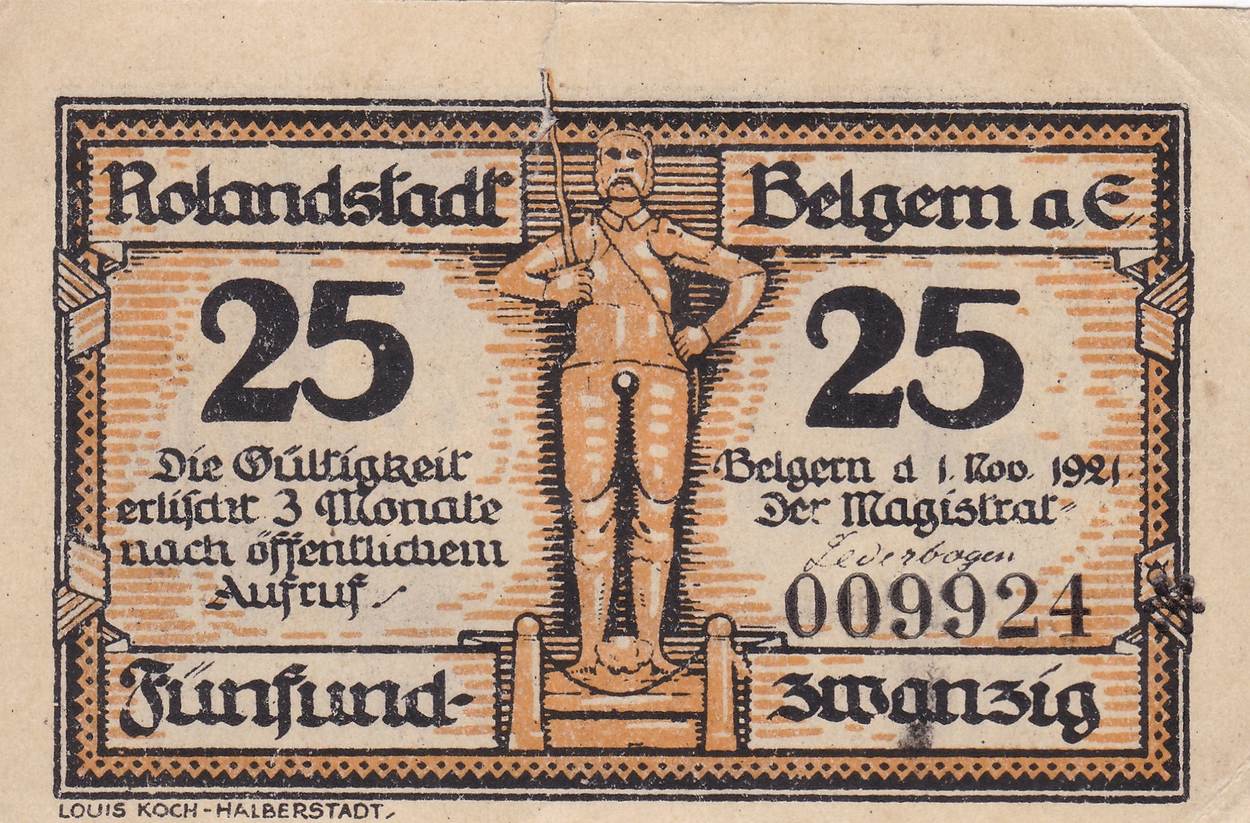 Rolandstadt
Belgern a E
25
Die Gültigkeit
erlischt 3 Monate
nach öffentlichem
Aufruf
Fünfund-
25
Belgern d 1. Nov. 1921
Der Magistrat
Lederbogen
009924
zwanzig
LOUIS KOCH-HALBERSTADT